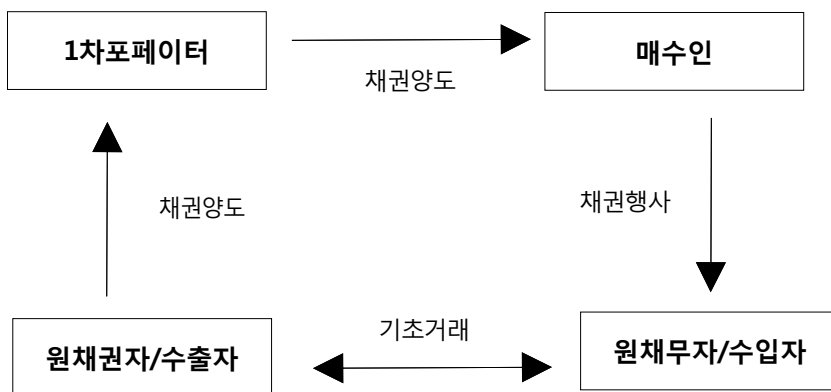 1차포페이터
매수인
채권양도
채권양도
채권행사
기초거래
원채권자/수출자
원채무자/수입자